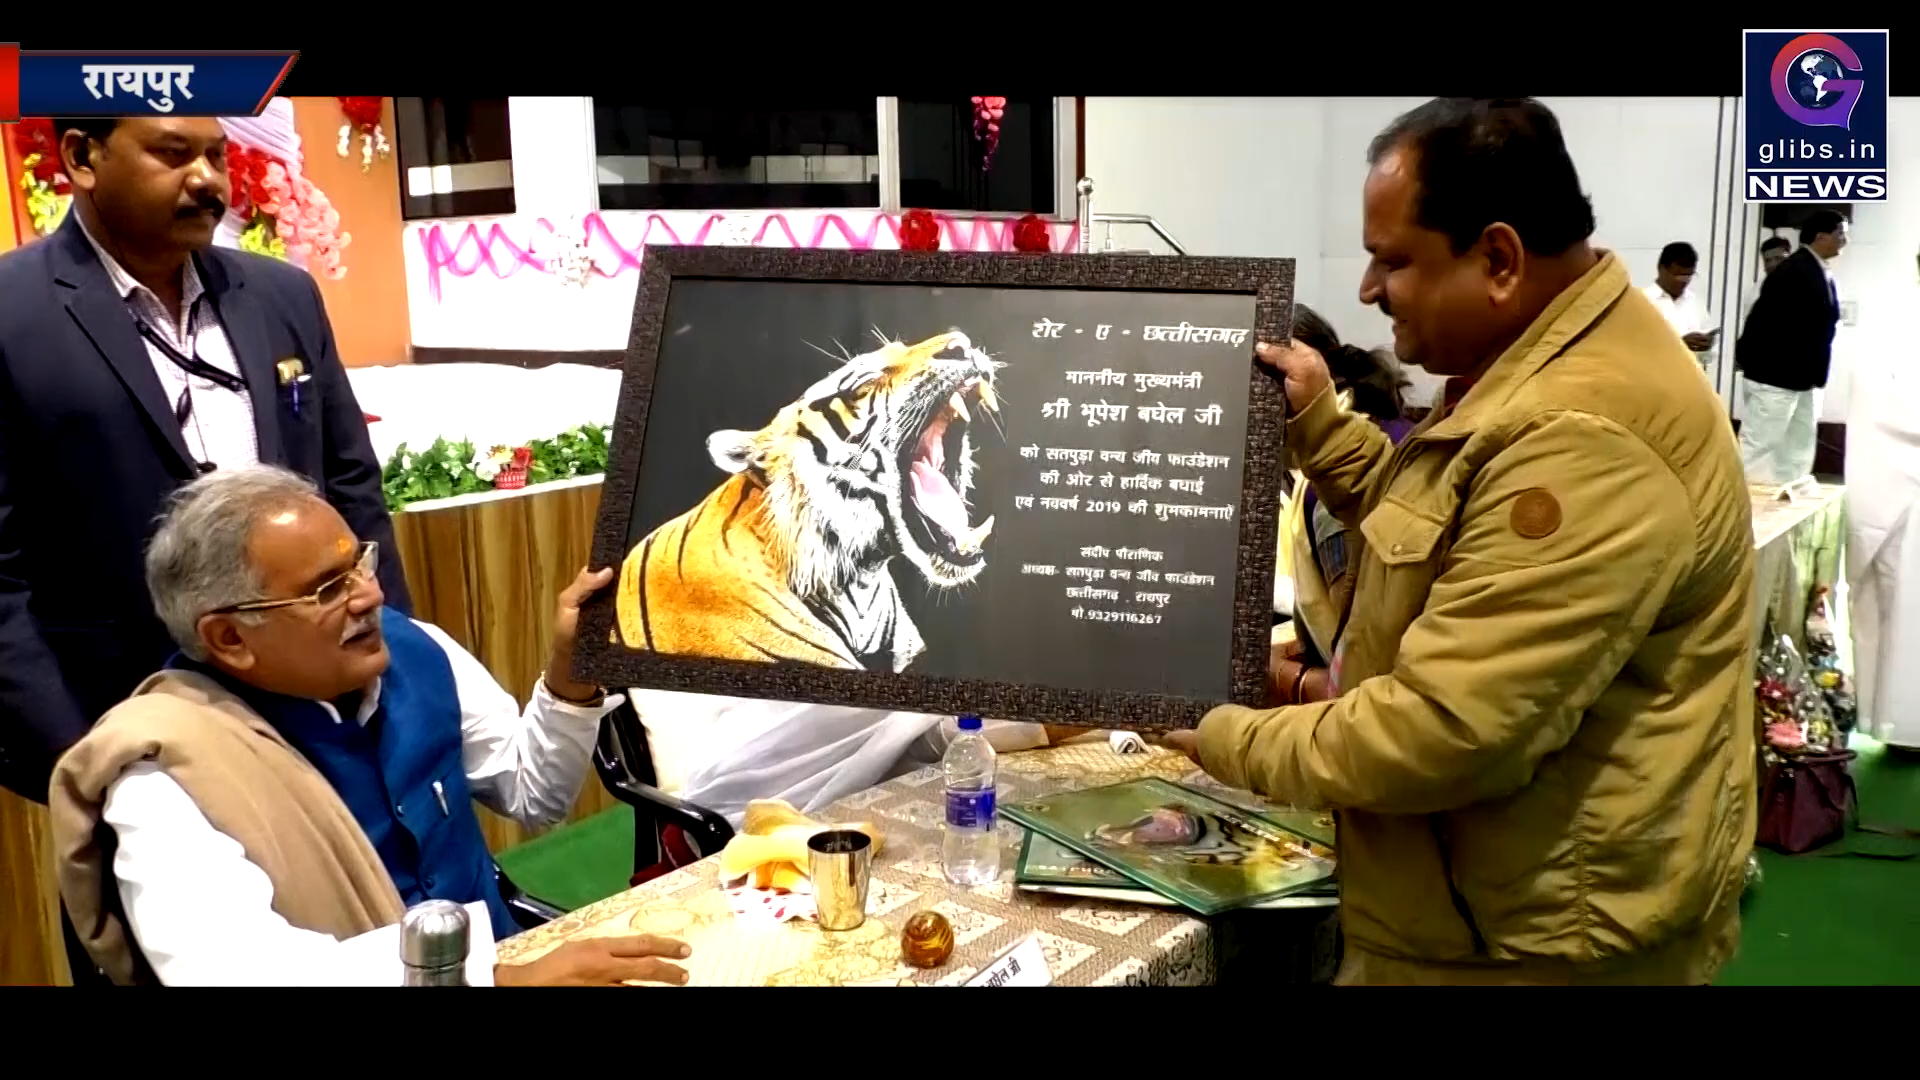 रायपुर
glibs.in
NEWS
शेर - ए - छत्तीसगढ़
माननीय मुख्यमंत्री
श्री भूपेश बघेल जी
को सतपुड़ा वन्य जीव फाउंडेशन
की ओर से हार्दिक बधाई
एवं नववर्ष 2019 की शुभकामनाएँ
संदीप पौराणिक
अध्यक्ष- सतपुड़ा वन्य जीव फाउंडेशन
छत्तीसगढ़ , रायपुर
मो.9329116267
बघेल जी